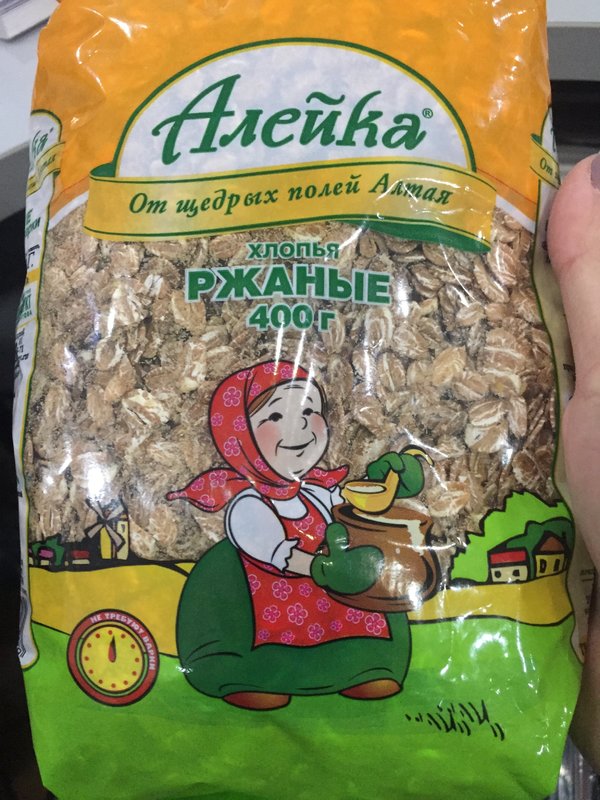 Алейка®
От щедрых полей Алтая
ХЛОПЬЯ
РЖАНЫЕ
400 г
НЕ ТРЕБУЮТ ВАРКИ